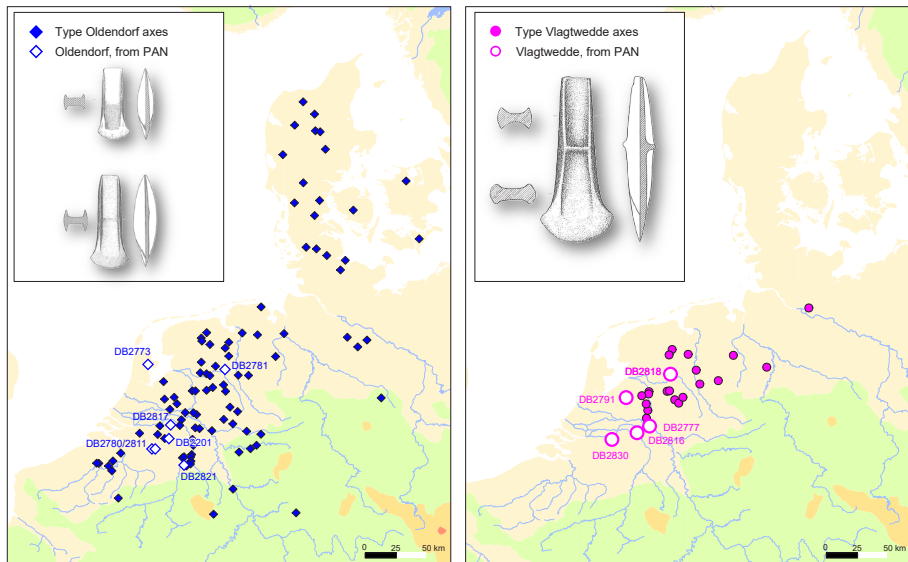 Type Oldendorf axes
Oldendorf, from PAN
DB2773
DB2781
DB2817
DB2780/2811
DB2201
DB2821
0 25 50 km
Type Vlagtwedde axes
Vlagtwedde, from PAN
DB2818
DB2791
DB2777
DB2816
DB2830
0 25 50 km